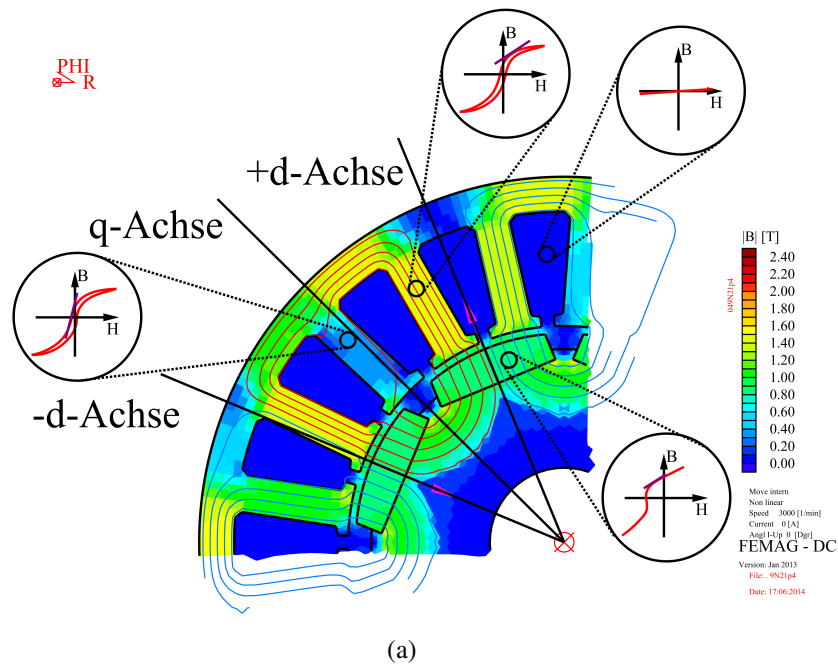 B
H
B
H
PHI
R
+d-Achse
q-Achse
B
H
-d-Achse
|B| [T]
2.40
2.20
2.00
1.80
1.60
1.40
1.20
1.00
0.80
0.60
0.40
0.20
0.00
049N21p4
B
H
Move intern
Non linear
Speed 3000 [1/min]
Current 0 [A]
Angl I-Up 0 [Dgr]
FEMAG - DC
Version: Jan 2013
File: . 9N21p4
Date: 17:06:2014
(a)